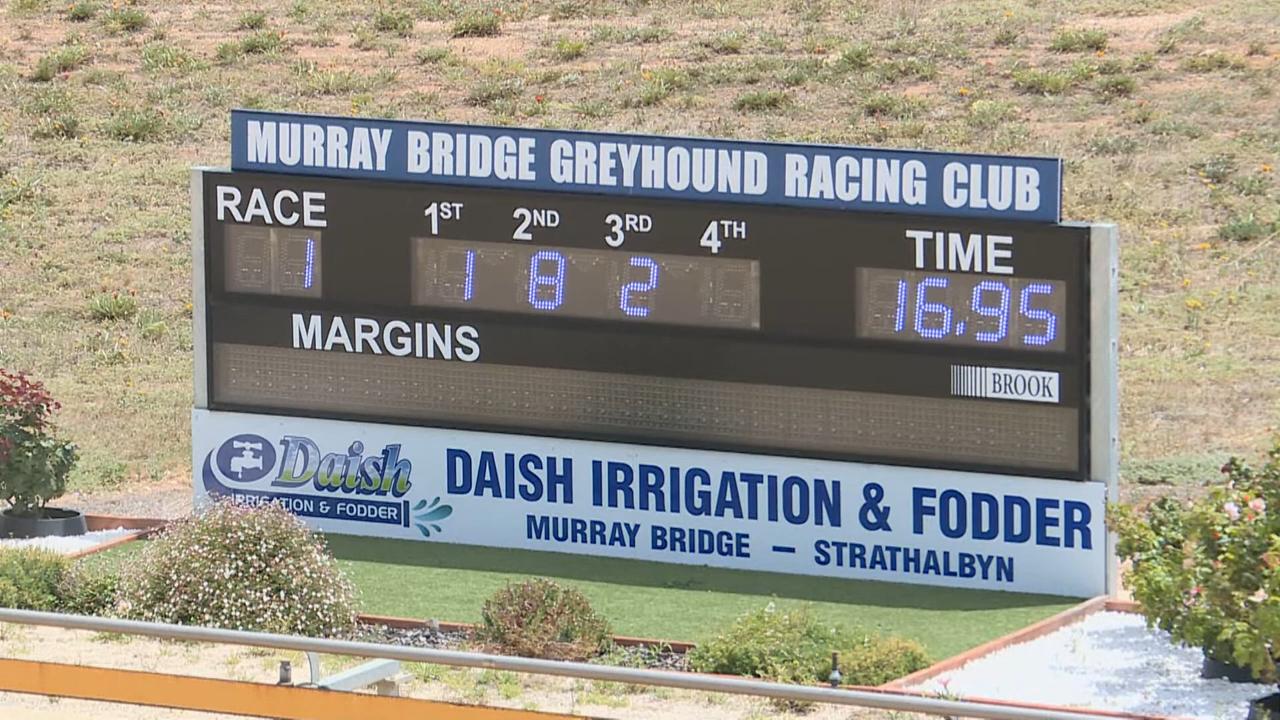 MURRAY BRIDGE GREYHOUND RACING CLUB
RACE 1ST 2ND 3RD 4TH TIME
1 1 8 2 16.95
MARGINS
BROOK
Daish
IRRIGATION & FODDER
DAISH IRRIGATION & FODDER
MURRAY BRIDGE – STRATHALBYN